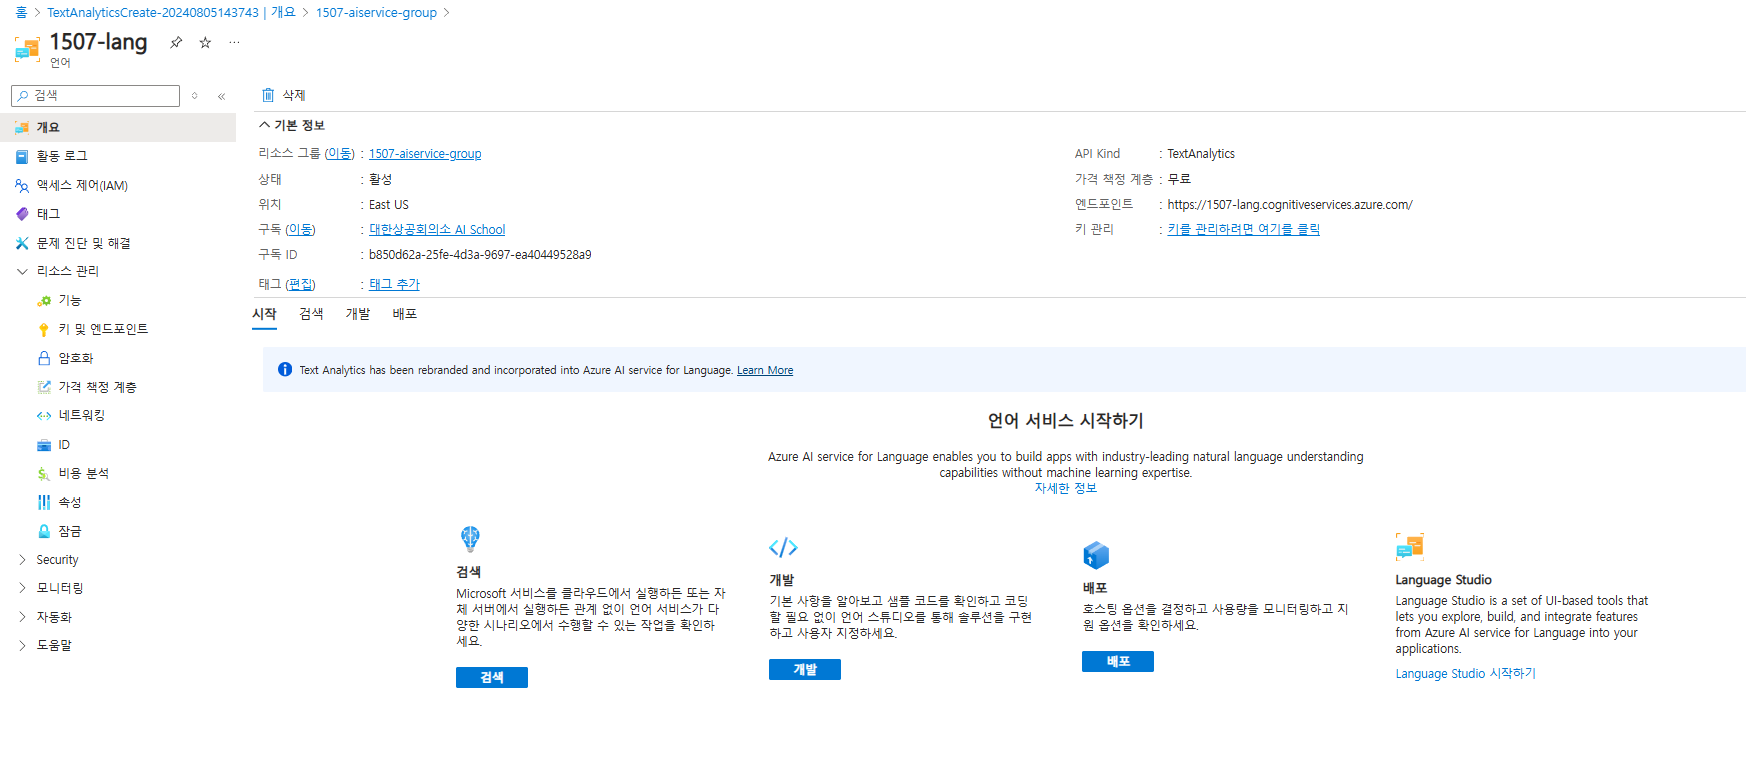 홈 > TextAnalyticsCreate-20240805143743 | 개요 > 1507-aiservice-group >
1507-lang
언어
검색
개요
활동 로그
액세스 제어(IAM)
태그
문제 진단 및 해결
리소스 관리
기능
키 및 엔드포인트
암호화
가격 책정 계층
네트워킹
ID
비용 분석
속성
잠금
Security
모니터링
자동화
도움말
삭제
기본 정보
리소스 그룹 (이동) : 1507-aiservice-group
상태 : 활성
위치 : East US
구독 (이동) : 대한상공회의소 AI School
구독 ID : b850d62a-25fe-4d3a-9697-ea40449528a9
태그 (편집) : 태그 추가
API Kind : TextAnalytics
가격 책정 계층 : 무료
엔드포인트 : https://1507-lang.cognitiveservices.azure.com/
키 관리 : 키를 관리하려면 여기를 클릭
시작 검색 개발 배포
Text Analytics has been rebranded and incorporated into Azure AI service for Language. Learn More
언어 서비스 시작하기
Azure AI service for Language enables you to build apps with industry-leading natural language understanding
capabilities without machine learning expertise.
자세한 정보
검색
Microsoft 서비스를 클라우드에서 실행하든 또는 자
체 서버에서 실행하든 관계 없이 언어 서비스가 다
양한 시나리오에서 수행할 수 있는 작업을 확인하
세요.
검색
개발
기본 사항을 알아보고 샘플 코드를 확인하고 코딩
할 필요 없이 언어 스튜디오를 통해 솔루션을 구현
하고 사용자 지정하세요.
개발
배포
호스팅 옵션을 결정하고 사용량을 모니터링하고 지
원 옵션을 확인하세요.
배포
Language Studio
Language Studio is a set of UI-based tools that
lets you explore, build, and integrate features
from Azure AI service for Language into your
applications.
Language Studio 시작하기